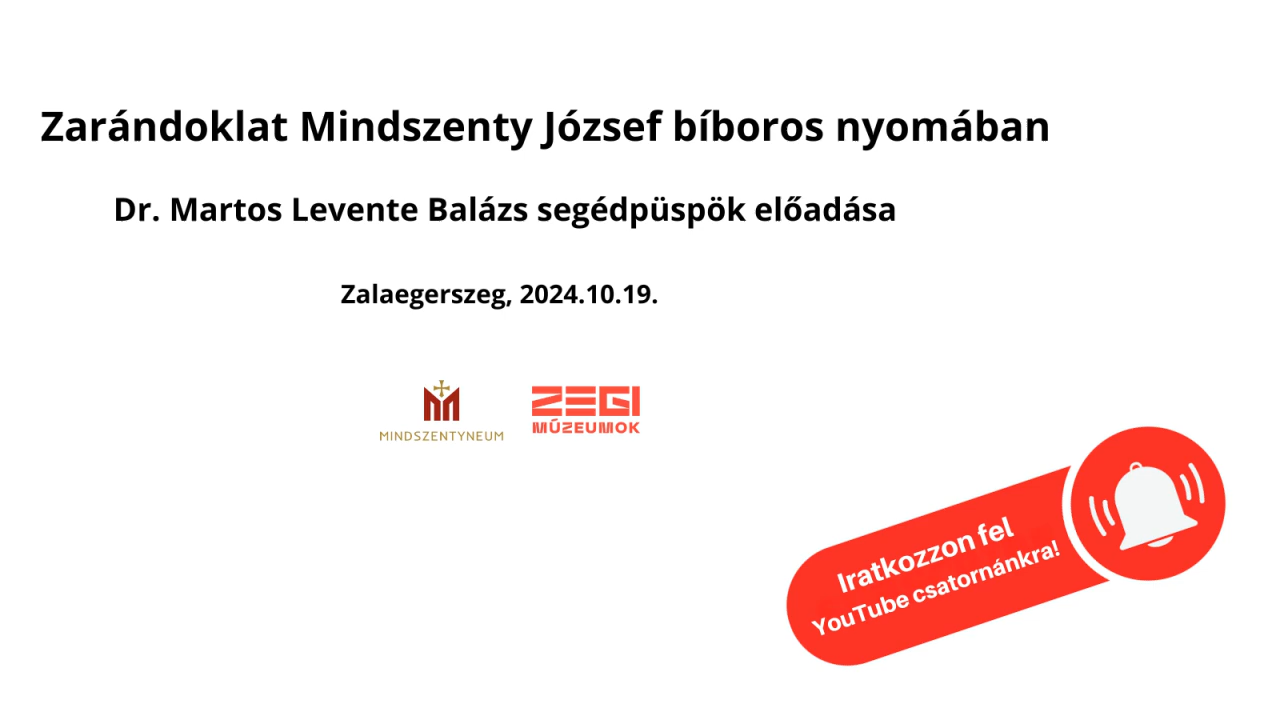 Zarándoklat Mindszenty József bíboros nyomában
Dr. Martos Levente Balázs segédpüspök előadása
Zalaegerszeg, 2024.10.19.
MINDSZENTYNEUM
ZEGI
MÚZEUMOK
Iratkozzon fel
YouTube csatornánkra!